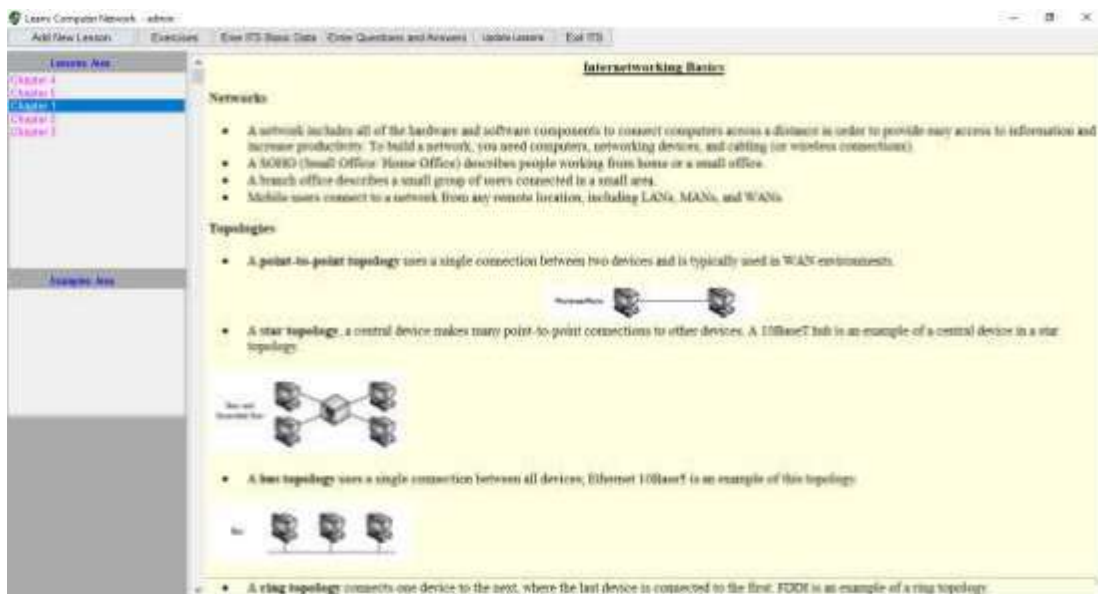 Learn Computer Network - admin
Add New Lesson Exercises Enter ITS Basic Data Enter Questions and Answers Update Lessons Exit ITS
Lessons Area
Chapter 4
Chapter
Chapter 1
Chapter 2
Chapter 3
Examples Area
Internetworking Basics
Networks
A network includes all of the hardware and software components to connect computers across a distance in order to provide easy access to information and
increase productivity. To build a network, you need computers, networking devices, and cabling (or wireless connections).
A SOHO (Small Office/ Home Office) describes people working from home or a small office.
A branch office describes a small group of users connected in a small area.
Mobile users connect to a network from any remote location, including LANs, MANs, and WANs.
Topologies
A point-to-point topology uses a single connection between two devices and is typically used in WAN environments.
A star topology, a central device makes many point-to-point connections to other devices. A 10BaseT hub is an example of a central device in a star
topology.
Star and
Extended Star
A bus topology uses a single connection between all devices; Ethernet 10Base5 is an example of this topology.
Bus
A ring topology connects one device to the next, where the last device is connected to the first. FDDI is an example of a ring topology.